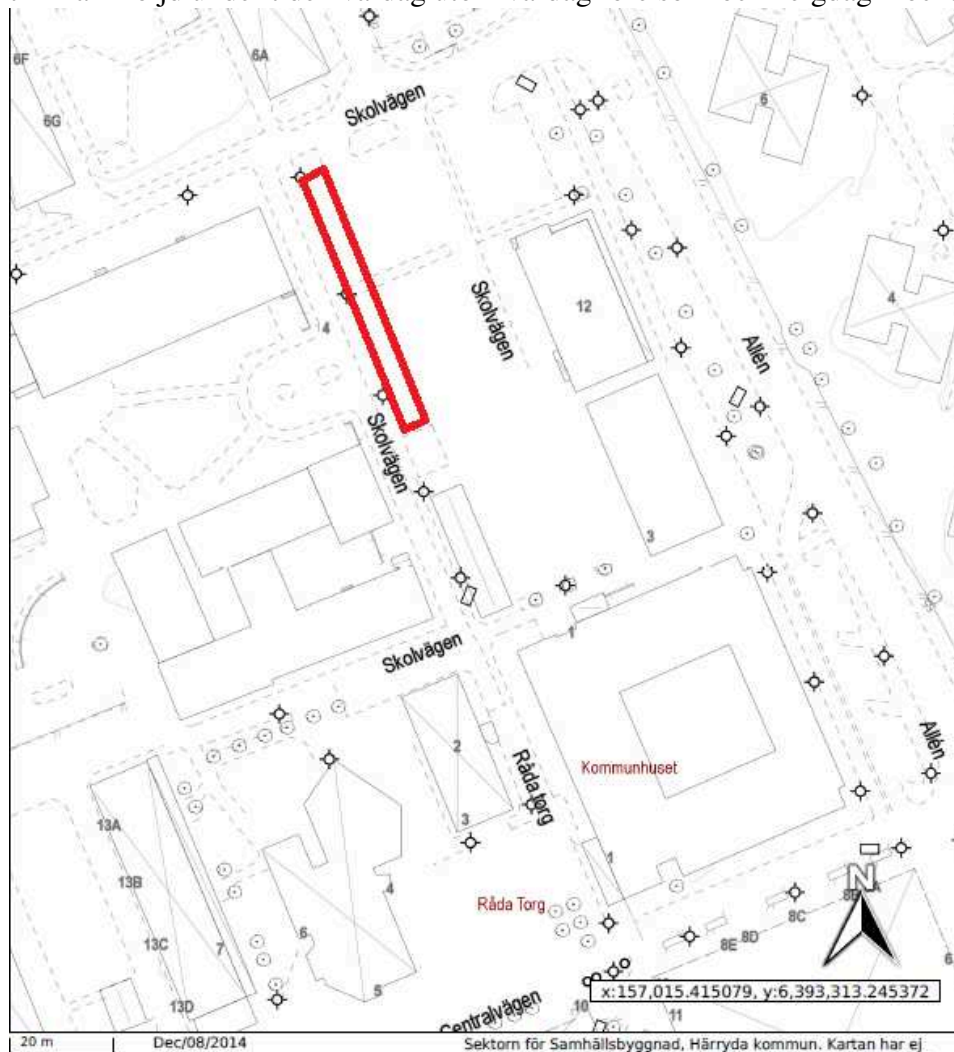 6F
6A
6G
Skolvägen
6
4
4
12
Skolvägen
Allén
Skolvägen
3
1
Skolvägen
2
Råda torg
Kommunhuset
Allén
3
13A
13B
13C
13D
7
6
4
5
1
Råda Torg
8E
8D
8C
N
Centralvägen
10
11
x:157,015.415079, y:6,393,313.245372
20 m
Dec/08/2014
Sektorn för Samhällsbyggnad, Härryda kommun. Kartan har ej